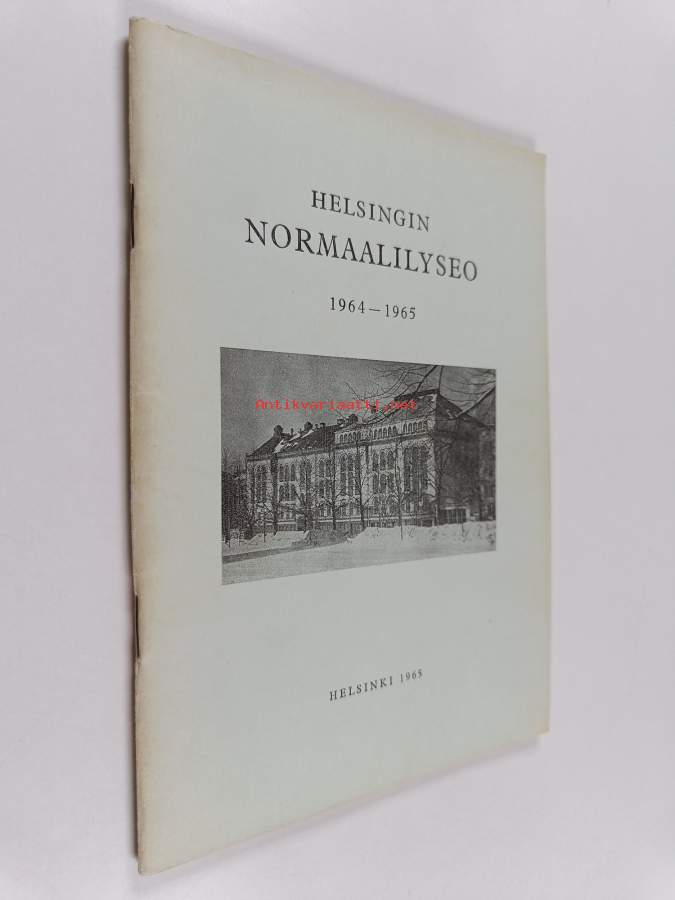 HELSINGIN
NORMAALILYSEO
1964 — 1965
Antikvariaatti.net
HELSINKI 1965